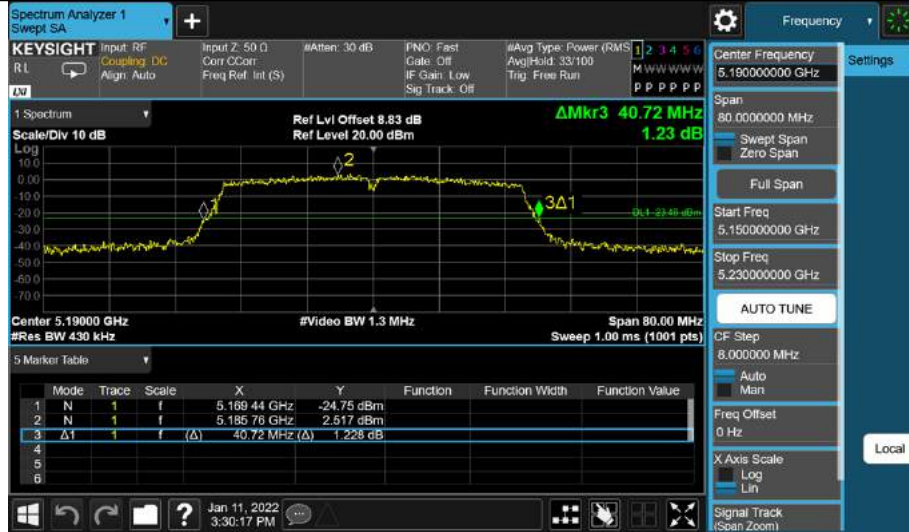 Spectrum Analyzer 1
Swept SA
Frequency
KEYSIGHT
RL
LXI
Input: RF
Coupling: DC
Align: Auto
Input Z: 50 Ω
Corr CCorr
Freq Ref: Int (S)
#Atten: 30 dB
PNO: Fast
Gate: Off
IF Gain: Low
Sig Track: Off
#Avg Type: Power (RMS
Avg|Hold: 33/100
Trig: Free Run
1 2 3 4 5 6
M W W W W W
P P P P P P
1 Spectrum
Scale/Div 10 dB
Log
Ref Lvl Offset 8.83 dB
Ref Level 20.00 dBm
ΔMkr3 40.72 MHz
1.23 dB
10.0
0.00
-10.0
-20.0
-30.0
-40.0
-50.0
-60.0
-70.0
1
2
3Δ1
DL1 -23.48 dBm
Center 5.19000 GHz
#Res BW 430 kHz
#Video BW 1.3 MHz
Span 80.00 MHz
Sweep 1.00 ms (1001 pts)
5 Marker Table
Mode Trace Scale X Y Function Function Width Function Value
1 N 1 f 5.169 44 GHz -24.75 dBm
2 N 1 f 5.185 76 GHz 2.517 dBm
3 Δ1 1 f (Δ) 40.72 MHz (Δ) 1.228 dB
4
5
6
Jan 11, 2022
3:30:17 PM
?
Center Frequency
5.190000000 GHz
Settings
Span
80.0000000 MHz
Swept Span
Zero Span
Full Span
Start Freq
5.150000000 GHz
Stop Freq
5.230000000 GHz
AUTO TUNE
CF Step
8.000000 MHz
Auto
Man
Freq Offset
0 Hz
X Axis Scale
Log
Lin
Signal Track
(Span Zoom)
Local